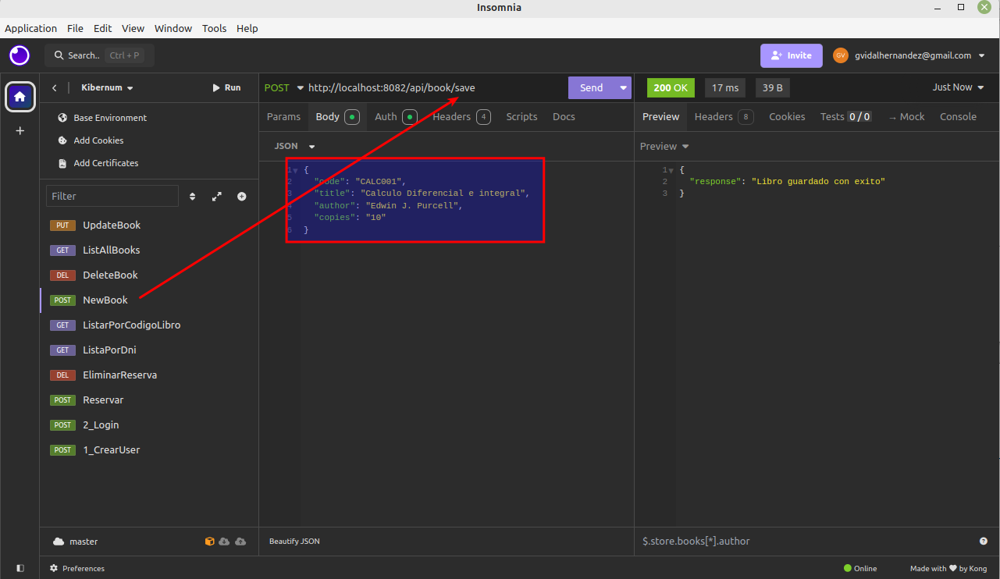 Insomnia
Application File Edit View Window Tools Help
Search.. Ctrl + P
Invite
GV gvidalhernandez@gmail.com
Kibernum
Run
Base Environment
Add Cookies
Add Certificates
Filter
PUT UpdateBook
GET ListAllBooks
DEL DeleteBook
POST NewBook
GET ListarPorCodigoLibro
GET ListaPorDni
DEL EliminarReserva
POST Reservar
POST 2_Login
POST 1_CrearUser
master
Preferences
POST http://localhost:8082/api/book/save Send
Params Body Auth Headers 4 Scripts Docs
JSON
1 {
2 "code": "CALC001",
3 "title": "Calculo Diferencial e integral",
4 "author": "Edwin J. Purcell",
5 "copies": "10"
6 }
Beautify JSON
200 OK 17 ms 39 B Just Now
Preview Headers 8 Cookies Tests 0 / 0 → Mock Console
Preview
1 {
2 "response": "Libro guardado con exito"
3 }
$.store.books[*].author
Online Made with ❤ by Kong